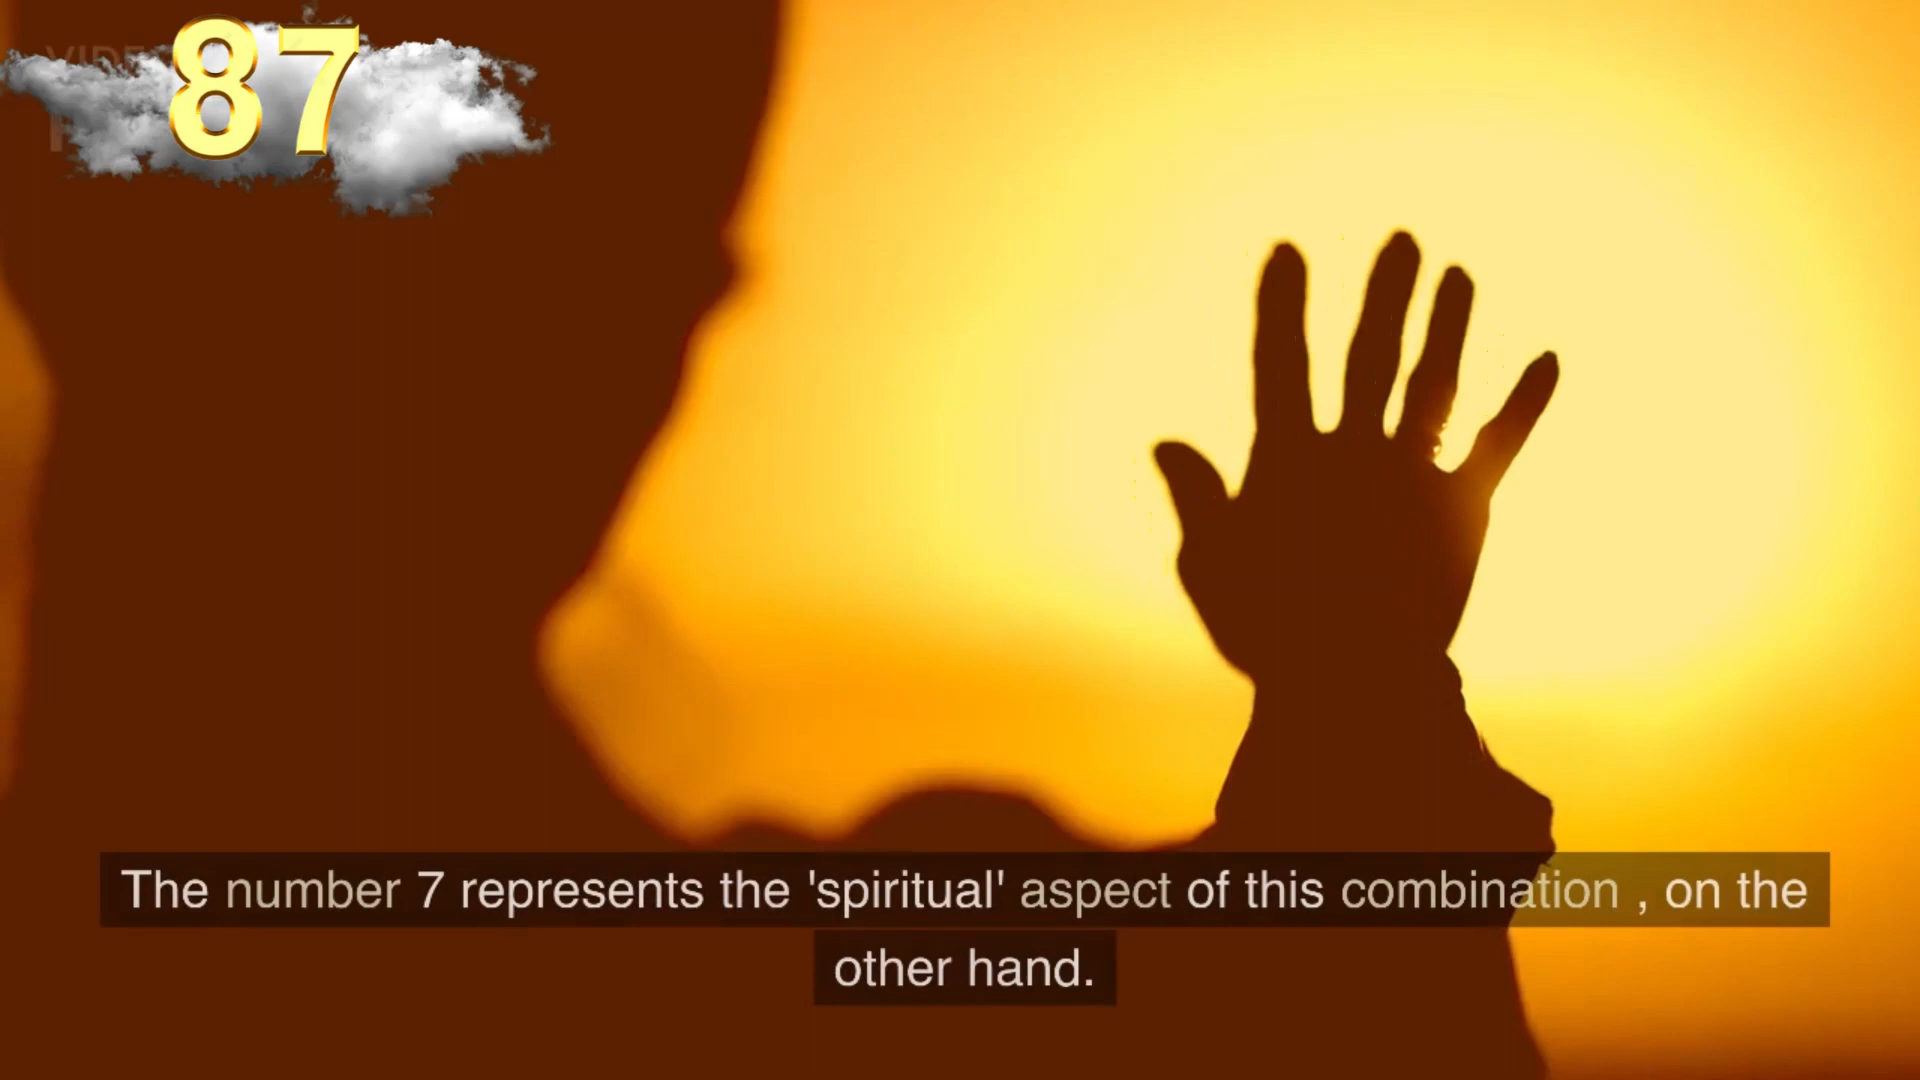 87
The number 7 represents the 'spiritual' aspect of this combination , on the
other hand.